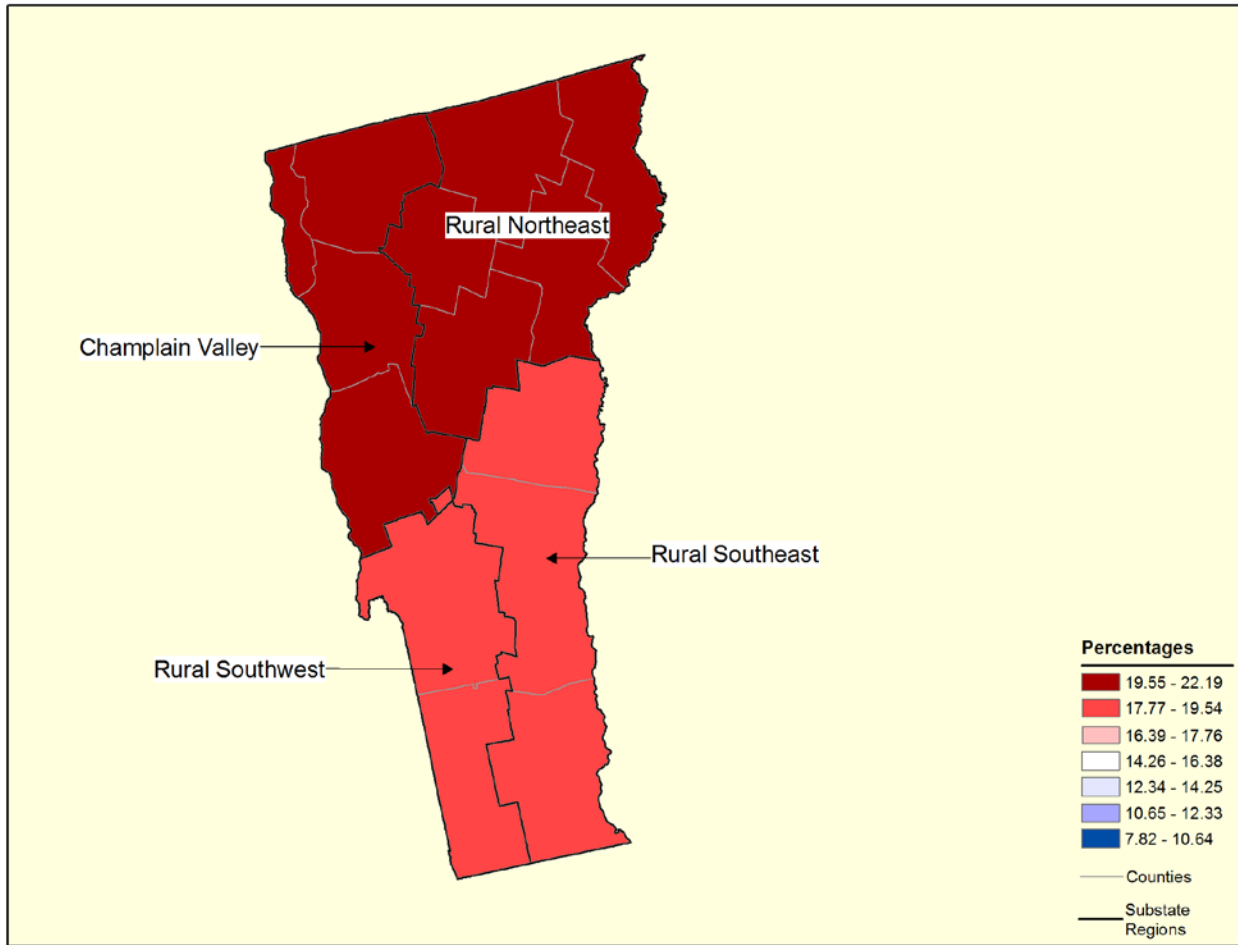 Rural Northeast
Champlain Valley
Rural Southeast
Rural Southwest
Percentages
19.55 - 22.19
17.77 - 19.54
16.39 - 17.76
14.26 - 16.38
12.34 - 14.25
10.65 - 12.33
7.82 - 10.64
Counties
Substate
Regions